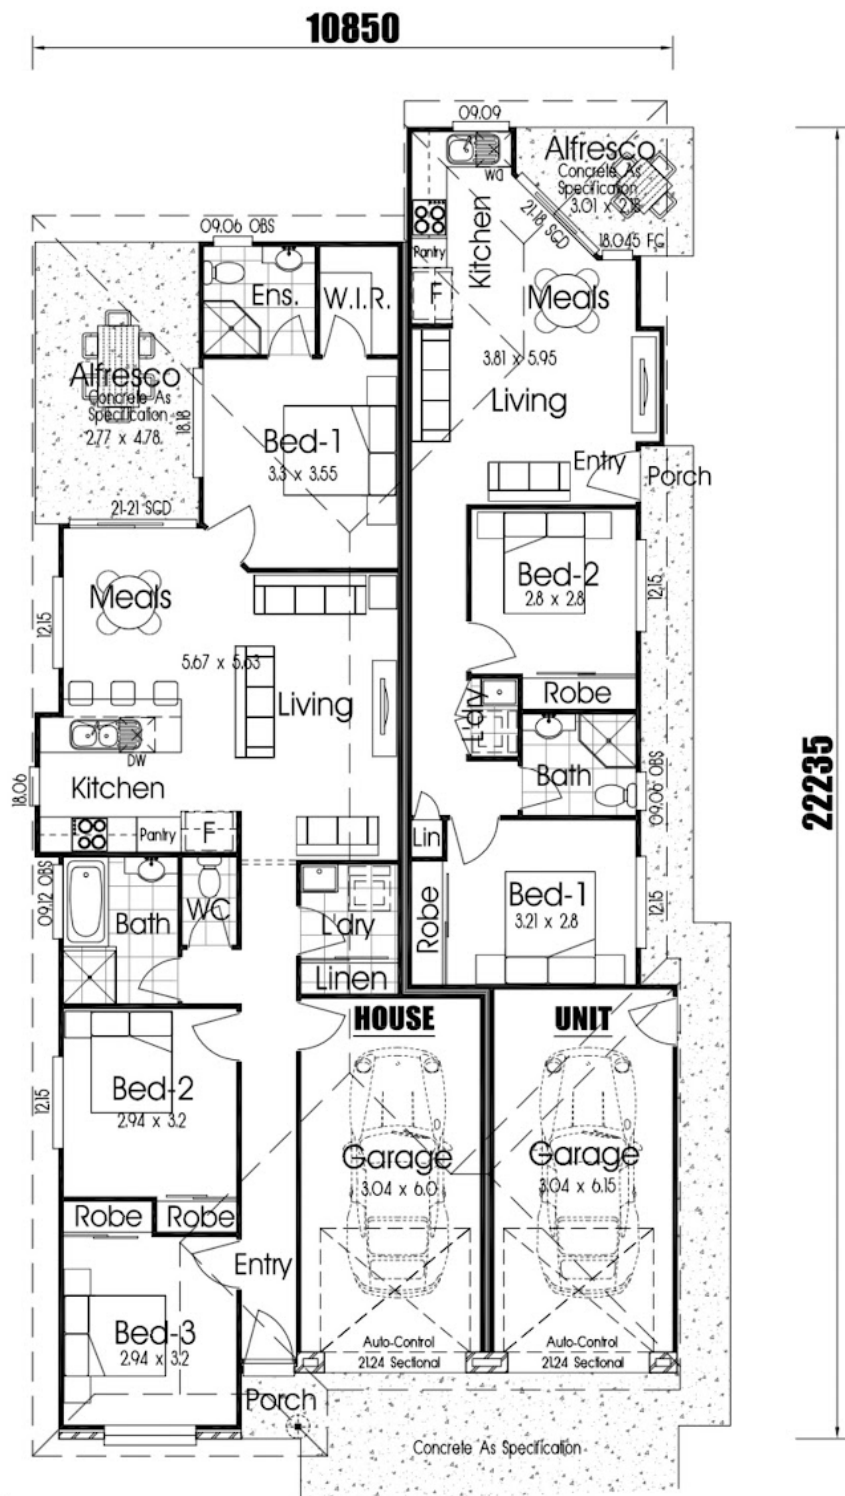 10850
09.09
Alfresco
Concrete As
Specification
3.01 x 2.18
DW
21-18 SGD
Kitchen
Pantry
F
18.045 FG
Meals
3.81 x 5.95
Living
Entry
Porch
09.06 OBS
Ens.
W.I.R.
Alfresco
Concrete As
Specification
2.77 x 4.78
18.18
Bed-1
3.3 x 3.55
21-21 SGD
Meals
12.15
5.67 x 5.63
Living
DW
Kitchen
18.06
Pantry
F
Bed-2
2.8 x 2.8
12.15
Robe
L'dry
Bath
09.06 OBS
22235
Lin
Robe
Bed-1
3.21 x 2.8
12.15
09.12 OBS
Bath
WC
L'dry
Linen
HOUSE
UNIT
Bed-2
2.94 x 3.2
12.15
Garage
3.04 x 6.0
Garage
3.04 x 6.15
Robe
Robe
Entry
Bed-3
2.94 x 3.2
Auto-Control
21.24 Sectional
Auto-Control
21.24 Sectional
Porch
Concrete As Specification